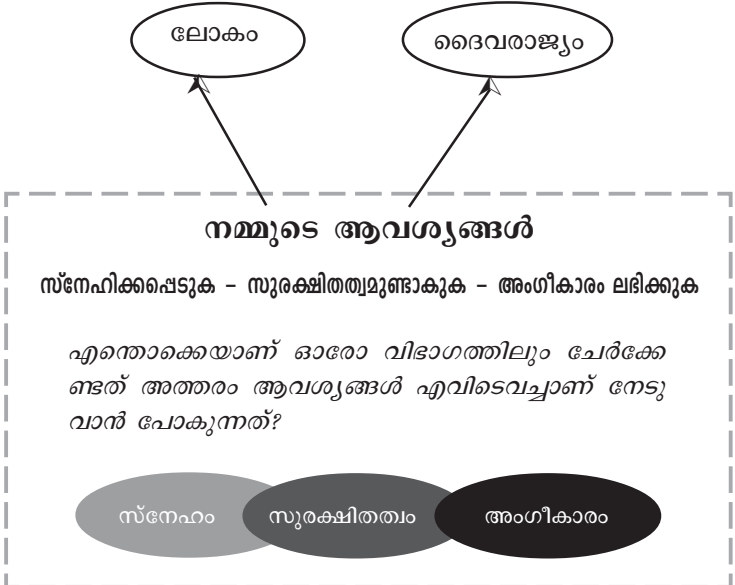 ലോകം
ദൈവരാജ്യം
നമ്മുടെ ആവശ്യങ്ങൾ
സ്നേഹിക്കപ്പെടുക – സുരക്ഷിതത്വമുണ്ടാകുക – അംഗീകാരം ലഭിക്കുക
എന്തൊക്കെയാണ് ഓരോ വിഭാഗത്തിലും ചേർക്കേ
ണ്ടത് അത്തരം ആവശ്യങ്ങൾ എവിടെവച്ചാണ് നേടു
വാൻ പോകുന്നത്?
സ്നേഹം
സുരക്ഷിതത്വം
അംഗീകാരം